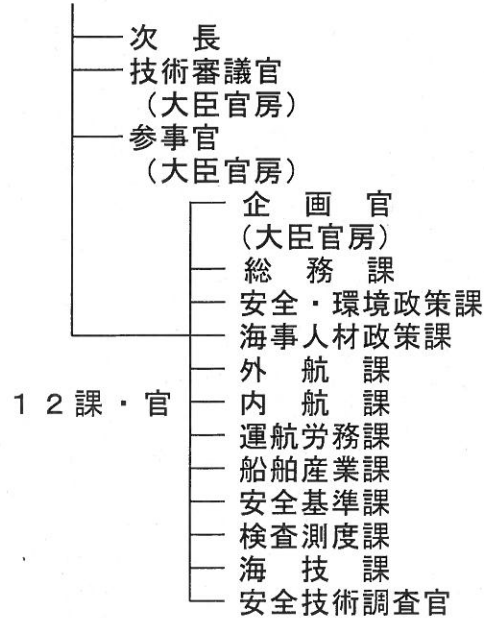 次　長
技術審議官
（大臣官房）
参事官
（大臣官房）
企　画　官
（大臣官房）
総　務　課
安全・環境政策課
海事人材政策課
外　航　課
１２課・官
内　航　課
運航労務課
船舶産業課
安全基準課
検査測度課
海　技　課
安全技術調査官